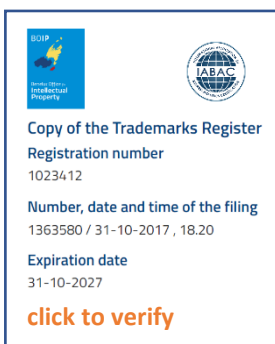 BOIP
Benelux Office for
Intellectual
Property
IABAC
Copy of the Trademarks Register
Registration number
1023412
Number, date and time of the filing
1363580 / 31-10-2017 , 18.20
Expiration date
31-10-2027
click to verify